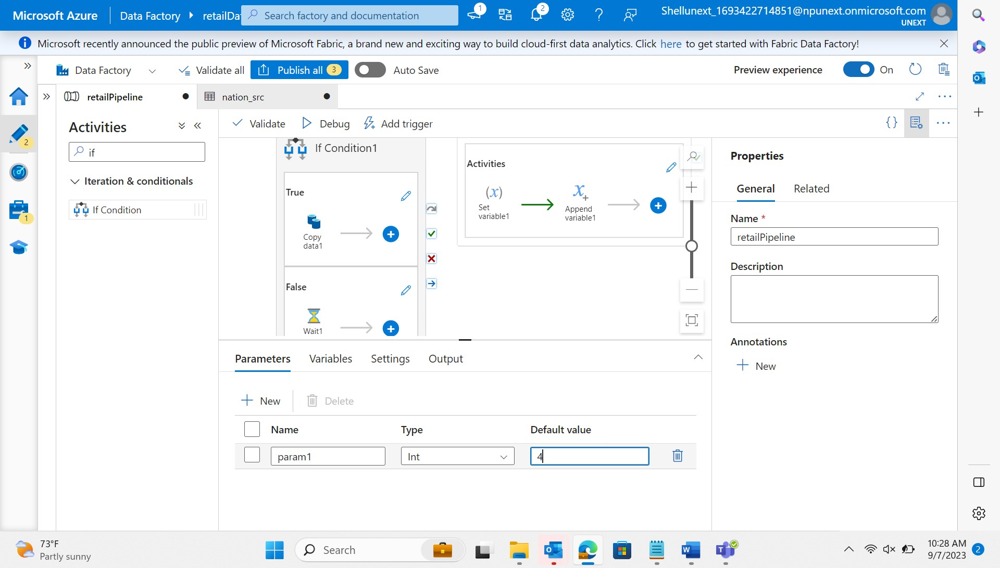 Microsoft Azure
Data Factory
retailDa
Search factory and documentation
1
2
Shellunext_1693422714851@npunext.onmicrosoft.com
UNEXT
Microsoft recently announced the public preview of Microsoft Fabric, a brand new and exciting way to build cloud-first data analytics. Click here to get started with Fabric Data Factory!
Data Factory
Validate all
Publish all 3
Auto Save
Preview experience
On
retailPipeline
nation_src
2
1
Activities
if
Iteration & conditionals
If Condition
Validate
Debug
Add trigger
If Condition1
True
Copy
data1
False
Wait1
Activities
(x)
Set
variable1
x+
Append
variable1
Properties
General
Related
Name *
retailPipeline
Description
Annotations
New
Parameters
Variables
Settings
Output
New
Delete
Name
Type
Default value
param1
Int
4
73°F
Partly sunny
Search
10:28 AM
9/7/2023
2